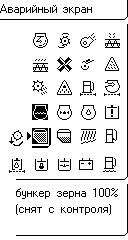 Аварийный экран
бункер зерна 100%
(снят с контроля)